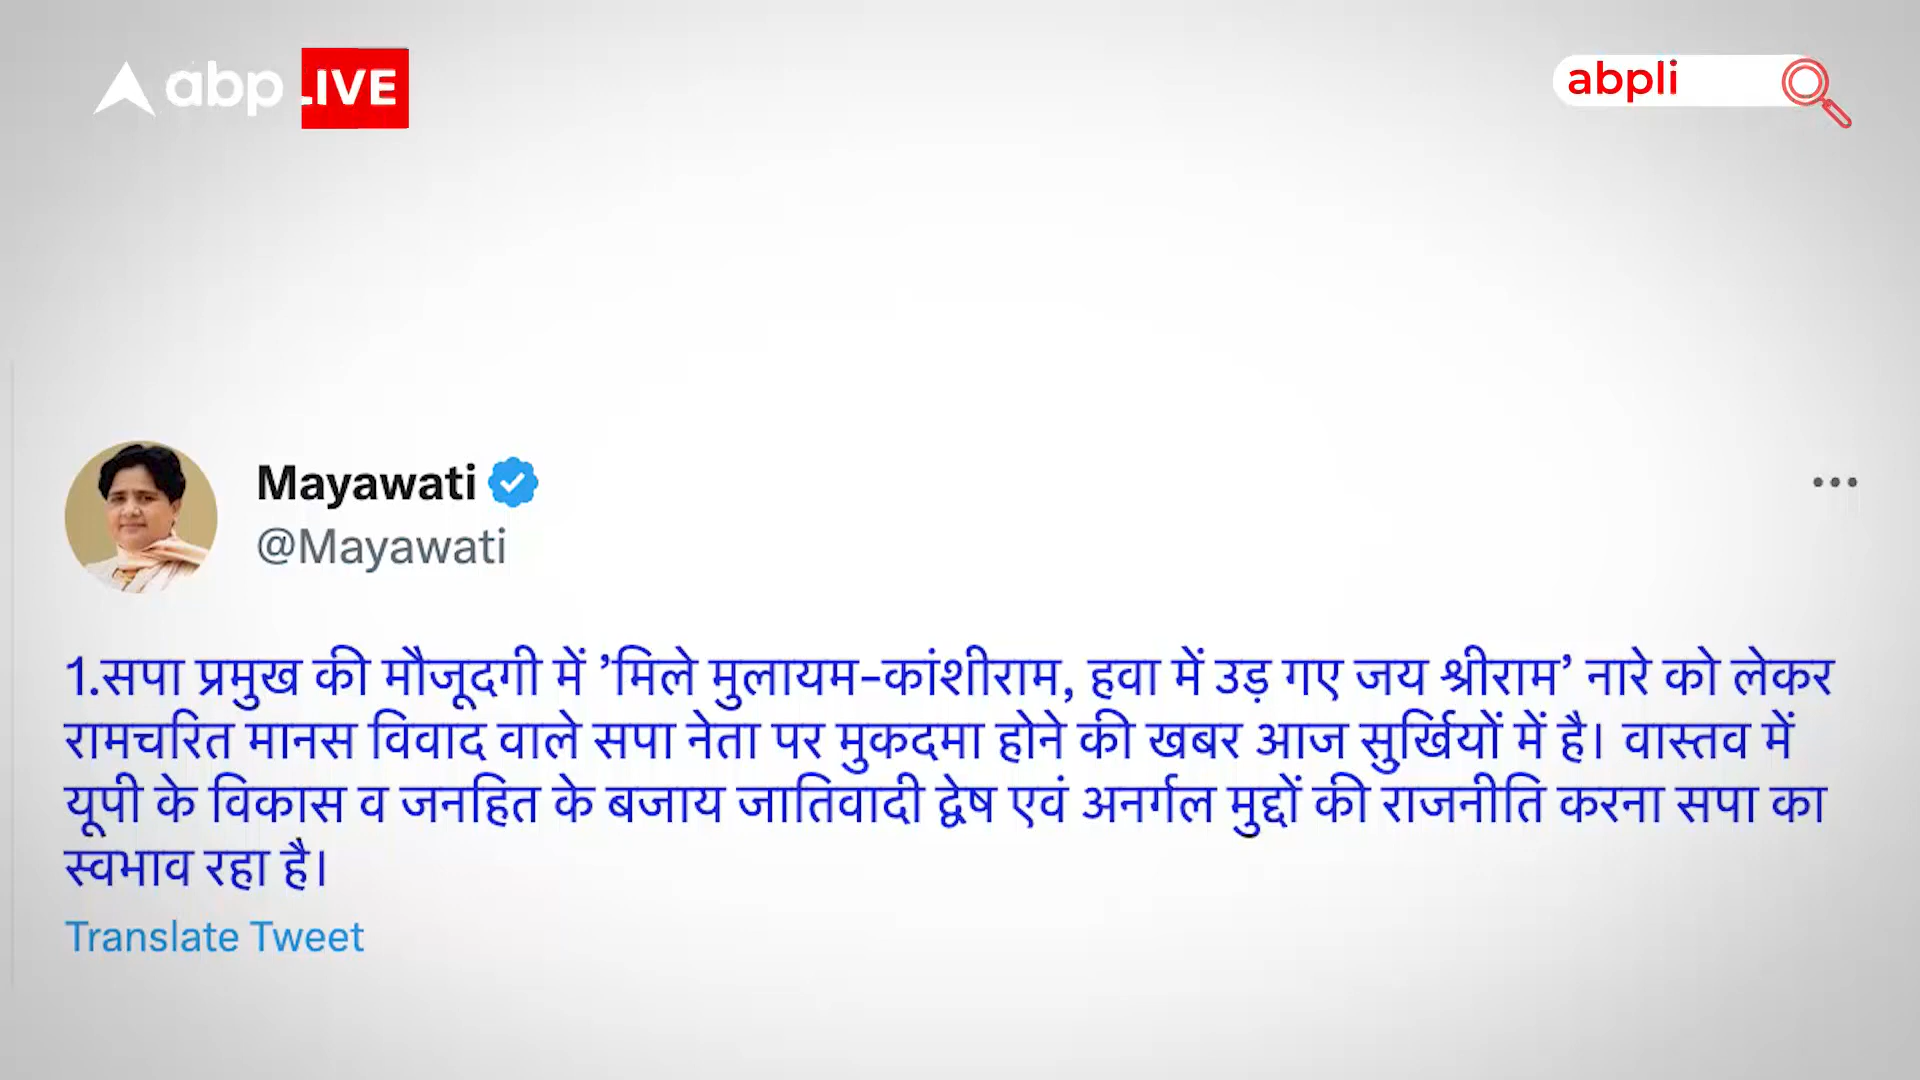 abp LIVE
abpli
Mayawati
@Mayawati
1.सपा प्रमुख की मौजूदगी में ’मिले मुलायम-कांशीराम, हवा में उड़ गए जय श्रीराम’ नारे को लेकर
रामचरित मानस विवाद वाले सपा नेता पर मुकदमा होने की खबर आज सुर्खियों में है। वास्तव में
यूपी के विकास व जनहित के बजाय जातिवादी द्वेष एवं अनर्गल मुद्दों की राजनीति करना सपा का
स्वभाव रहा है।
Translate Tweet